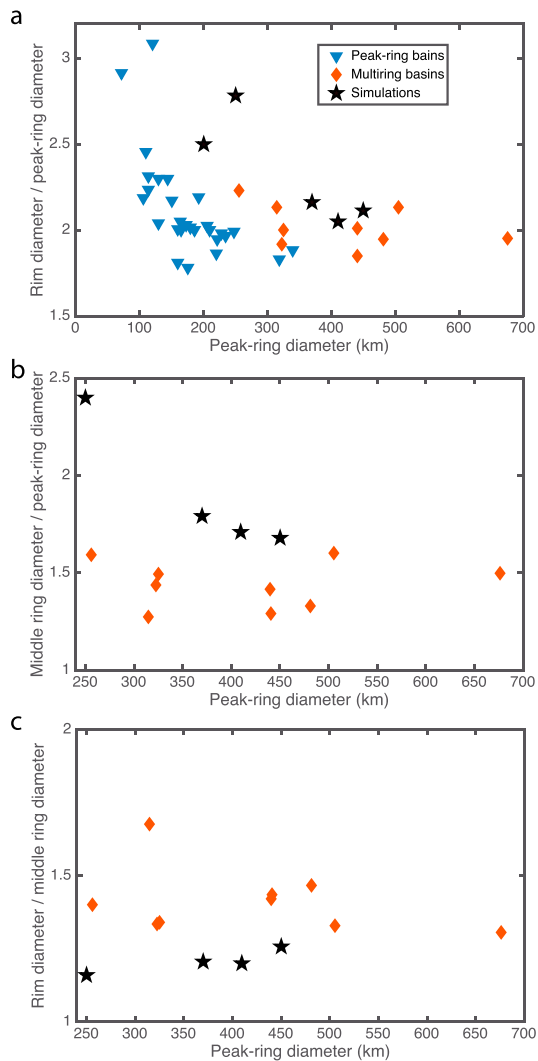 a
3
2.5
2
1.5
Rim diameter / peak-ring diameter
Peak-ring bains
Multiring basins
Simulations
0 100 200 300 400 500 600 700
Peak-ring diameter (km)
b
2.5
2
1.5
1
Middle ring diameter / peak-ring diameter
250 300 350 400 450 500 550 600 650 700
Peak-ring diameter (km)
c
2
1.5
1
Rim diameter / middle ring diameter
250 300 350 400 450 500 550 600 650 700
Peak-ring diameter (km)